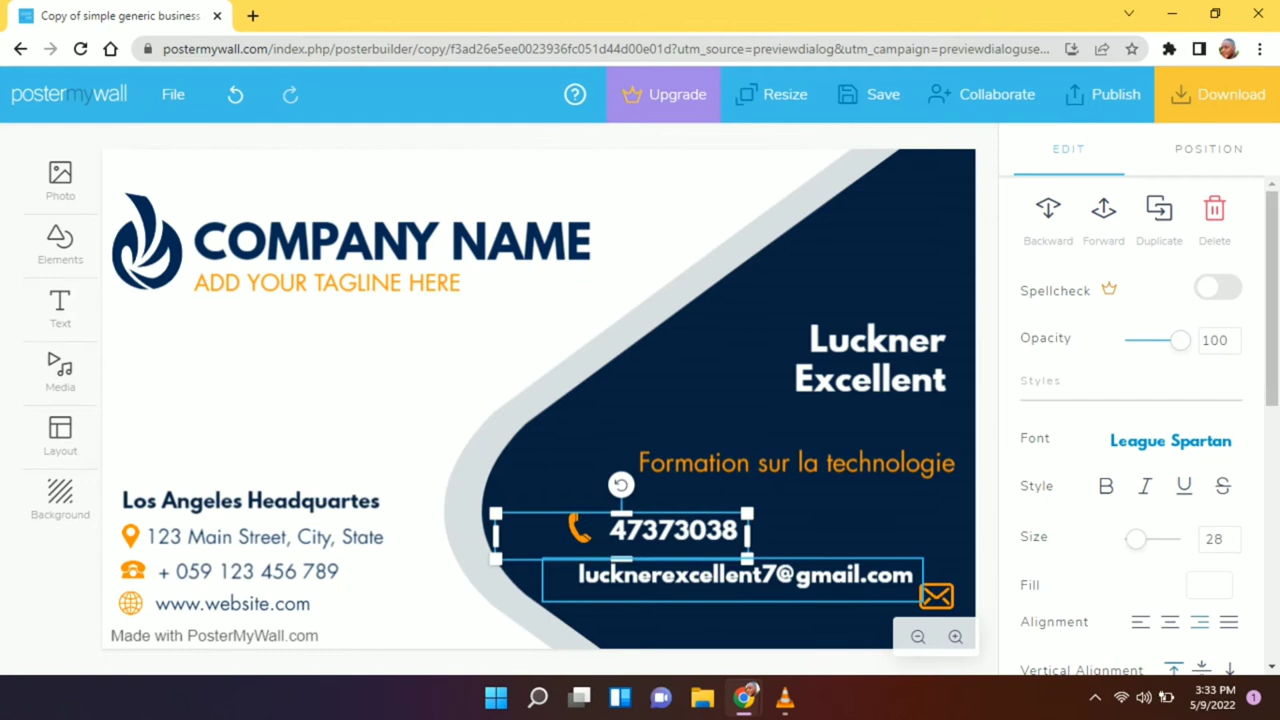 Copy of simple generic business
postermywall.com/index.php/posterbuilder/copy/f3ad26e5ee0023936fc051d44d00e01d?utm_source=previewdialog&utm_campaign=previewdialoguse...
postermywall
File
Upgrade
Resize
Save
Collaborate
Publish
Download
Photo
Elements
Text
Media
Layout
Background
COMPANY NAME
ADD YOUR TAGLINE HERE
Luckner
Excellent
Formation sur la technologie
47373038
lucknerexcellent7@gmail.com
Los Angeles Headquartes
123 Main Street, City, State
+ 059 123 456 789
www.website.com
Made with PosterMyWall.com
EDIT
POSITION
Backward
Forward
Duplicate
Delete
Spellcheck
Opacity
100
Styles
Font
League Spartan
Style
B I U S
Size
28
Fill
Alignment
Vertical Alignment
3:33 PM
5/9/2022
1